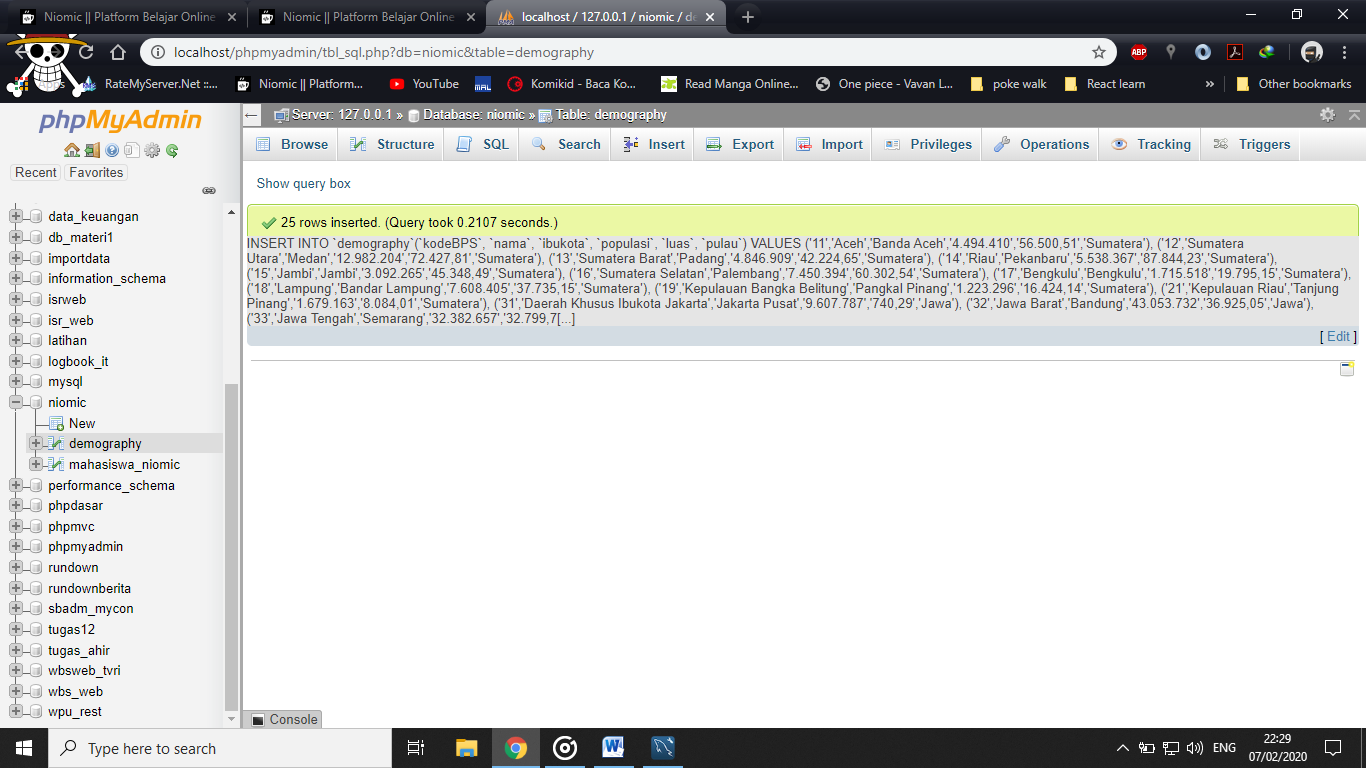 Niomic || Platform Belajar Online
Niomic || Platform Belajar Online
localhost / 127.0.0.1 / niomic / de
localhost/phpmyadmin/tbl_sql.php?db=niomic&table=demography
ABP
Apps
RateMyServer.Net ::...
Niomic || Platform...
YouTube
MAL
Komikid - Baca Ko...
Read Manga Online...
One piece - Vavan L...
poke walk
React learn
»
Other bookmarks
phpMyAdmin
Recent
Favorites
data_keuangan
db_materi1
importdata
information_schema
isrweb
isr_web
latihan
logbook_it
mysql
niomic
New
demography
mahasiswa_niomic
performance_schema
phpdasar
phpmvc
phpmyadmin
rundown
rundownberita
sbadm_mycon
tugas12
tugas_ahir
wbsweb_tvri
wbs_web
wpu_rest
Server: 127.0.0.1 » Database: niomic » Table: demography
Browse
Structure
SQL
Search
Insert
Export
Import
Privileges
Operations
Tracking
Triggers
Show query box
25 rows inserted. (Query took 0.2107 seconds.)
INSERT INTO `demography`(`kodeBPS`, `nama`, `ibukota`, `populasi`, `luas`, `pulau`) VALUES ('11','Aceh','Banda Aceh','4.494.410','56.500,51','Sumatera'), ('12','Sumatera
Utara','Medan','12.982.204','72.427,81','Sumatera'), ('13','Sumatera Barat','Padang','4.846.909','42.224,65','Sumatera'), ('14','Riau','Pekanbaru','5.538.367','87.844,23','Sumatera'),
('15','Jambi','Jambi','3.092.265','45.348,49','Sumatera'), ('16','Sumatera Selatan','Palembang','7.450.394','60.302,54','Sumatera'), ('17','Bengkulu','Bengkulu','1.715.518','19.795,15','Sumatera'),
('18','Lampung','Bandar Lampung','7.608.405','37.735,15','Sumatera'), ('19','Kepulauan Bangka Belitung','Pangkal Pinang','1.223.296','16.424,14','Sumatera'), ('21','Kepulauan Riau','Tanjung
Pinang','1.679.163','8.084,01','Sumatera'), ('31','Daerah Khusus Ibukota Jakarta','Jakarta Pusat','9.607.787','740,29','Jawa'), ('32','Jawa Barat','Bandung','43.053.732','36.925,05','Jawa'),
('33','Jawa Tengah','Semarang','32.382.657','32.799,7[...]
[ Edit ]
Console
Type here to search
ENG
22:29
07/02/2020